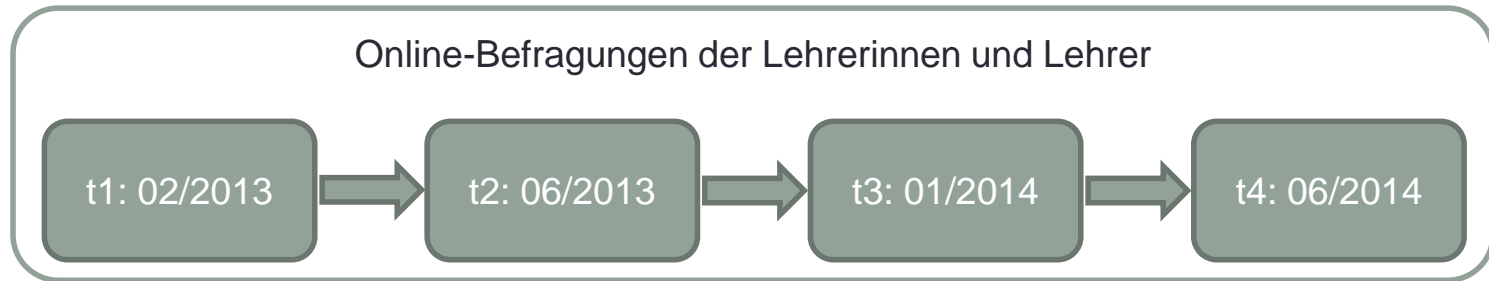 Online-Befragungen der Lehrerinnen und Lehrer
t1: 02/2013
t2: 06/2013
t3: 01/2014
t4: 06/2014